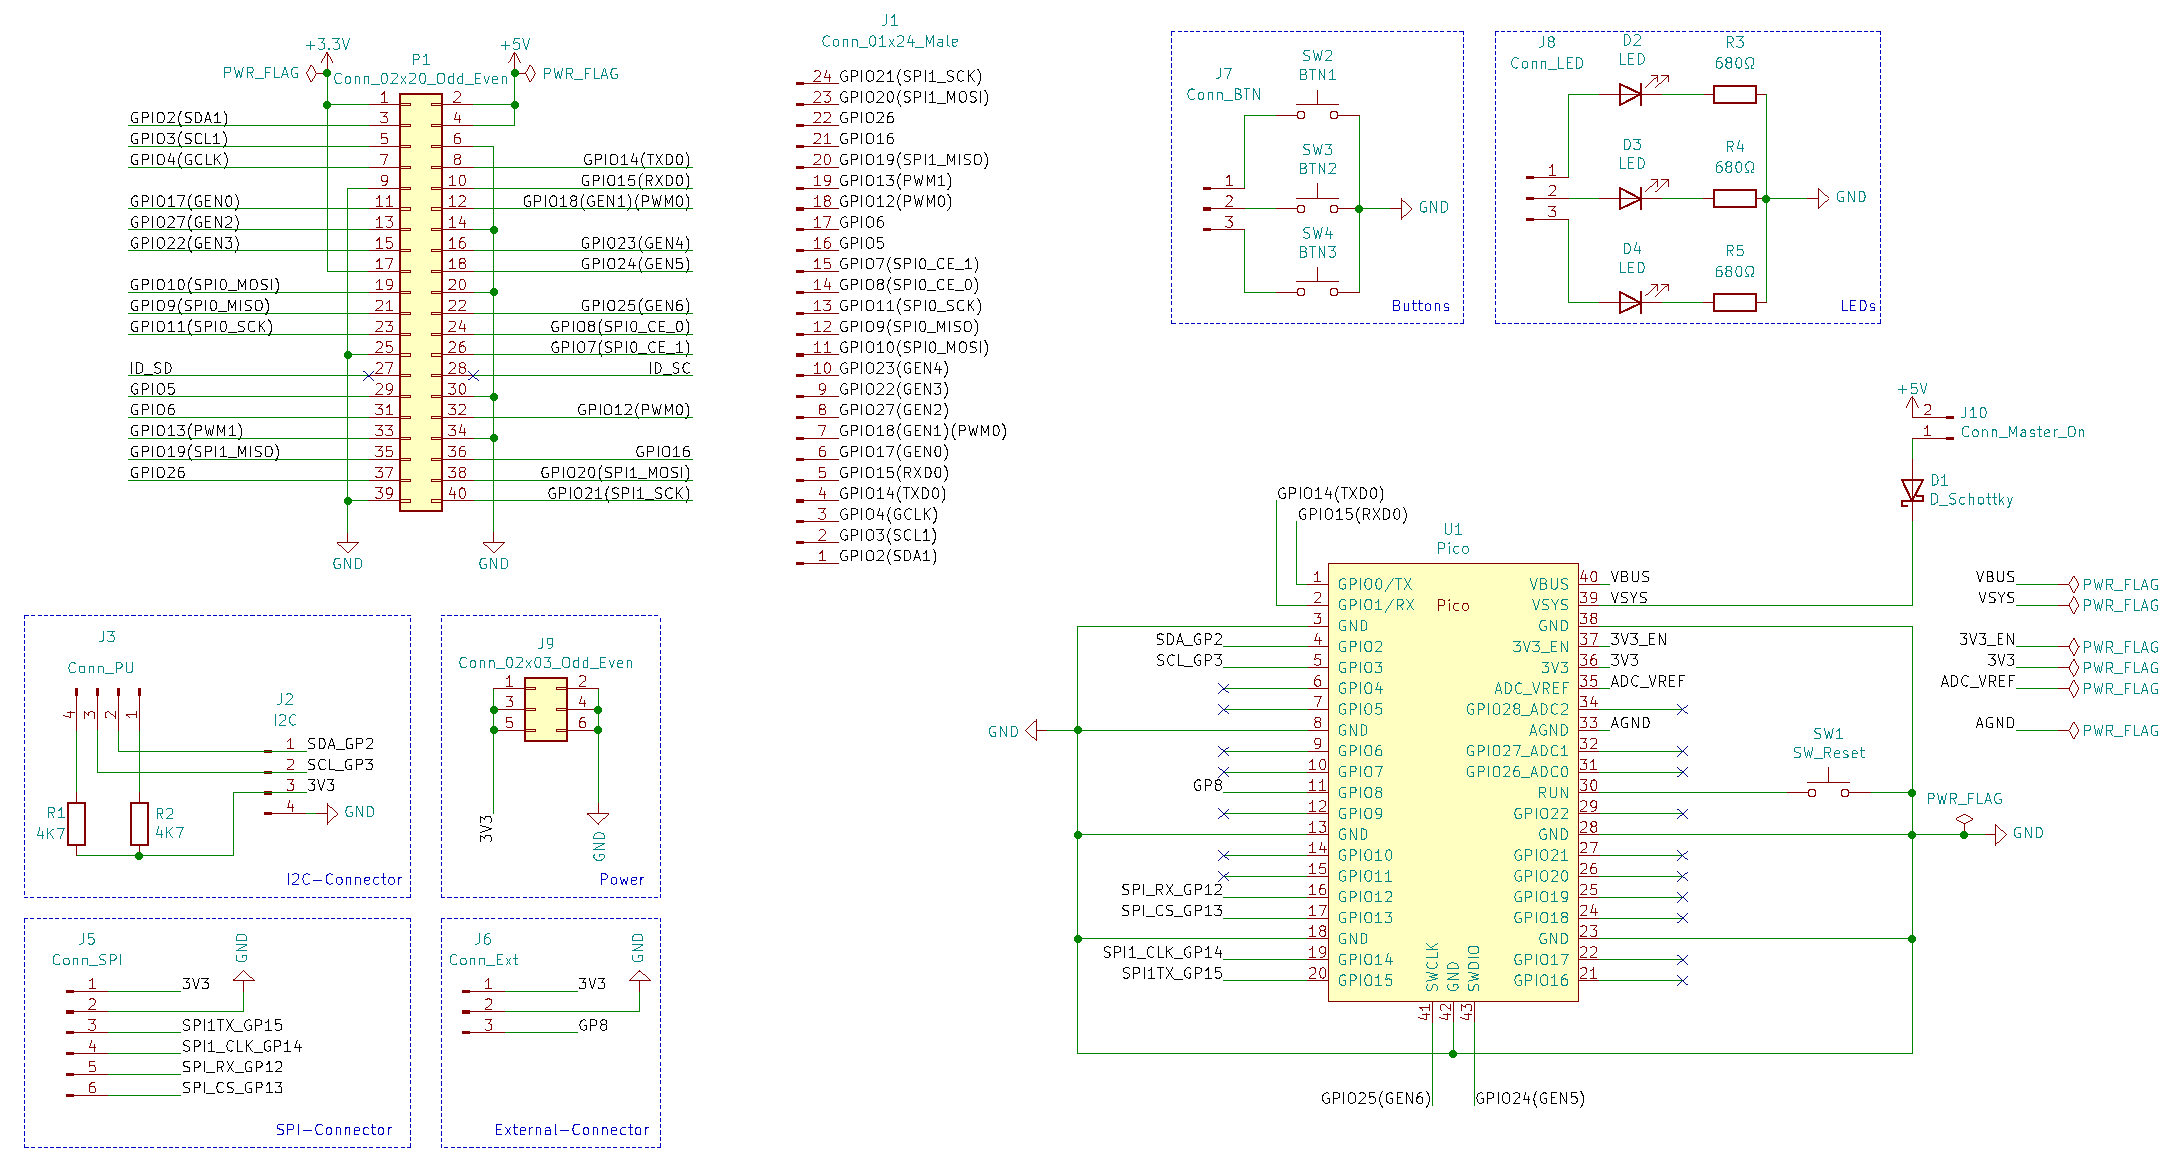 +3.3V
+5V
PWR_FLAG
PWR_FLAG
P1
Conn_02x20_Odd_Even
1 2
GPIO2(SDA1) 3 4
GPIO3(SCL1) 5 6
GPIO4(GCLK) 7 8 GPIO14(TXD0)
9 10 GPIO15(RXD0)
GPIO17(GEN0) 11 12 GPIO18(GEN1)(PWM0)
GPIO27(GEN2) 13 14
GPIO22(GEN3) 15 16 GPIO23(GEN4)
17 18 GPIO24(GEN5)
GPIO10(SPI0_MOSI) 19 20
GPIO9(SPI0_MISO) 21 22 GPIO25(GEN6)
GPIO11(SPI0_SCK) 23 24 GPIO8(SPI0_CE_0)
25 26 GPIO7(SPI0_CE_1)
ID_SD 27 28 ID_SC
GPIO5 29 30
GPIO6 31 32 GPIO12(PWM0)
GPIO13(PWM1) 33 34
GPIO19(SPI1_MISO) 35 36 GPIO16
GPIO26 37 38 GPIO20(SPI1_MOSI)
39 40 GPIO21(SPI1_SCK)
GND
GND
J1
Conn_01x24_Male
24 GPIO21(SPI1_SCK)
23 GPIO20(SPI1_MOSI)
22 GPIO26
21 GPIO16
20 GPIO19(SPI1_MISO)
19 GPIO13(PWM1)
18 GPIO12(PWM0)
17 GPIO6
16 GPIO5
15 GPIO7(SPI0_CE_1)
14 GPIO8(SPI0_CE_0)
13 GPIO11(SPI0_SCK)
12 GPIO9(SPI0_MISO)
11 GPIO10(SPI0_MOSI)
10 GPIO23(GEN4)
9 GPIO22(GEN3)
8 GPIO27(GEN2)
7 GPIO18(GEN1)(PWM0)
6 GPIO17(GEN0)
5 GPIO15(RXD0)
4 GPIO14(TXD0)
3 GPIO4(GCLK)
2 GPIO3(SCL1)
1 GPIO2(SDA1)
J7
Conn_BTN
1
2
3
SW2
BTN1
SW3
BTN2
SW4
BTN3
GND
Buttons
J8
Conn_LED
1
2
3
D2
LED
R3
680Ω
D3
LED
R4
680Ω
D4
LED
R5
680Ω
GND
LEDs
+5V
2 J10
1 Conn_Master_On
D1
D_Schottky
J3
Conn_PU
4 3 2 1
J2
I2C
1 SDA_GP2
2 SCL_GP3
3 3V3
4 GND
R1
4K7
R2
4K7
I2C-Connector
J9
Conn_02x03_Odd_Even
1 2
3 4
5 6
3V3
GND
Power
J5
Conn_SPI
GND
1 3V3
2
3 SPI1TX_GP15
4 SPI1_CLK_GP14
5 SPI_RX_GP12
6 SPI_CS_GP13
SPI-Connector
J6
Conn_Ext
GND
1 3V3
2
3 GP8
External-Connector
GPIO14(TXD0)
GPIO15(RXD0)
U1
Pico
Pico
1 GPIO0/TX VBUS 40 VBUS
2 GPIO1/RX VSYS 39 VSYS
3 GND GND 38
SDA_GP2 4 GPIO2 3V3_EN 37 3V3_EN
SCL_GP3 5 GPIO3 3V3 36 3V3
6 GPIO4 ADC_VREF 35 ADC_VREF
7 GPIO5 GPIO28_ADC2 34
GND 8 GND AGND 33 AGND
9 GPIO6 GPIO27_ADC1 32
10 GPIO7 GPIO26_ADC0 31
GP8 11 GPIO8 RUN 30
12 GPIO9 GPIO22 29
13 GND GND 28
14 GPIO10 GPIO21 27
15 GPIO11 GPIO20 26
SPI_RX_GP12 16 GPIO12 GPIO19 25
SPI_CS_GP13 17 GPIO13 GPIO18 24
18 GND GND 23
SPI1_CLK_GP14 19 GPIO14 GPIO17 22
SPI1TX_GP15 20 GPIO15 GPIO16 21
SWCLK GND SWDIO
41 42 43
GPIO25(GEN6) GPIO24(GEN5)
SW1
SW_Reset
PWR_FLAG
GND
VBUS PWR_FLAG
VSYS PWR_FLAG
3V3_EN PWR_FLAG
3V3 PWR_FLAG
ADC_VREF PWR_FLAG
AGND PWR_FLAG